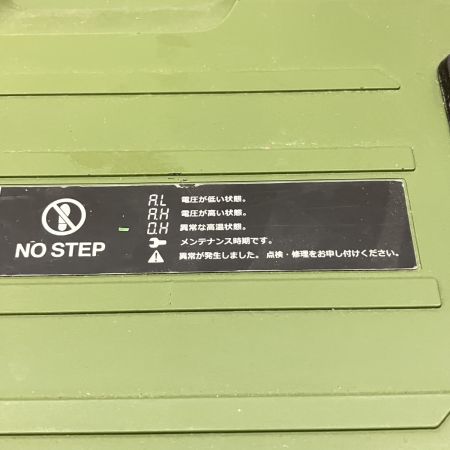 A.L 電圧が低い状態。
A.H 電圧が高い状態。
O.H 異常な高温状態。
メンテナンス時期です。
異常が発生しました。点検・修理をお申し付けください。
NO STEP